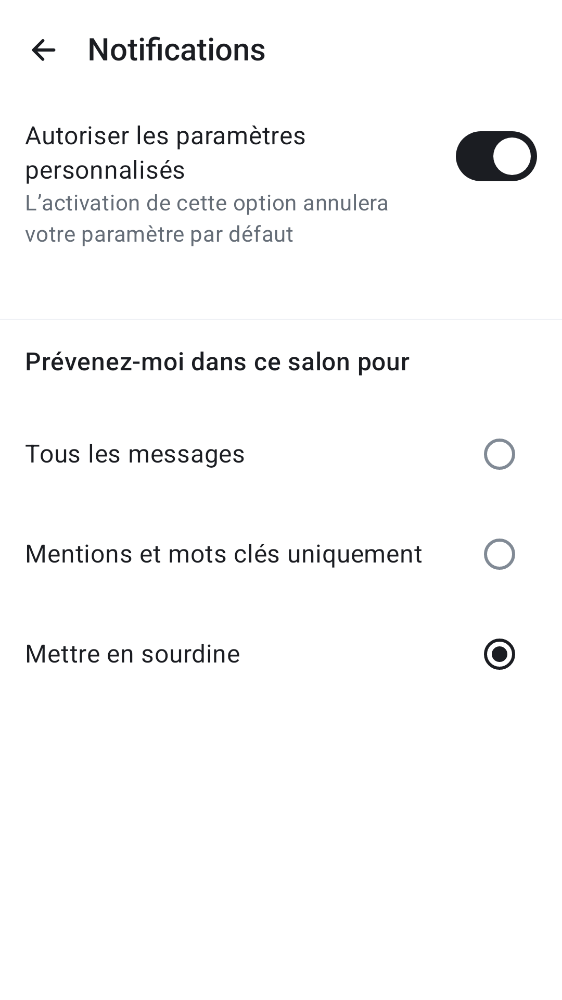 Notifications
Autoriser les paramètres
personnalisés
L’activation de cette option annulera
votre paramètre par défaut
Prévenez-moi dans ce salon pour
Tous les messages
Mentions et mots clés uniquement
Mettre en sourdine